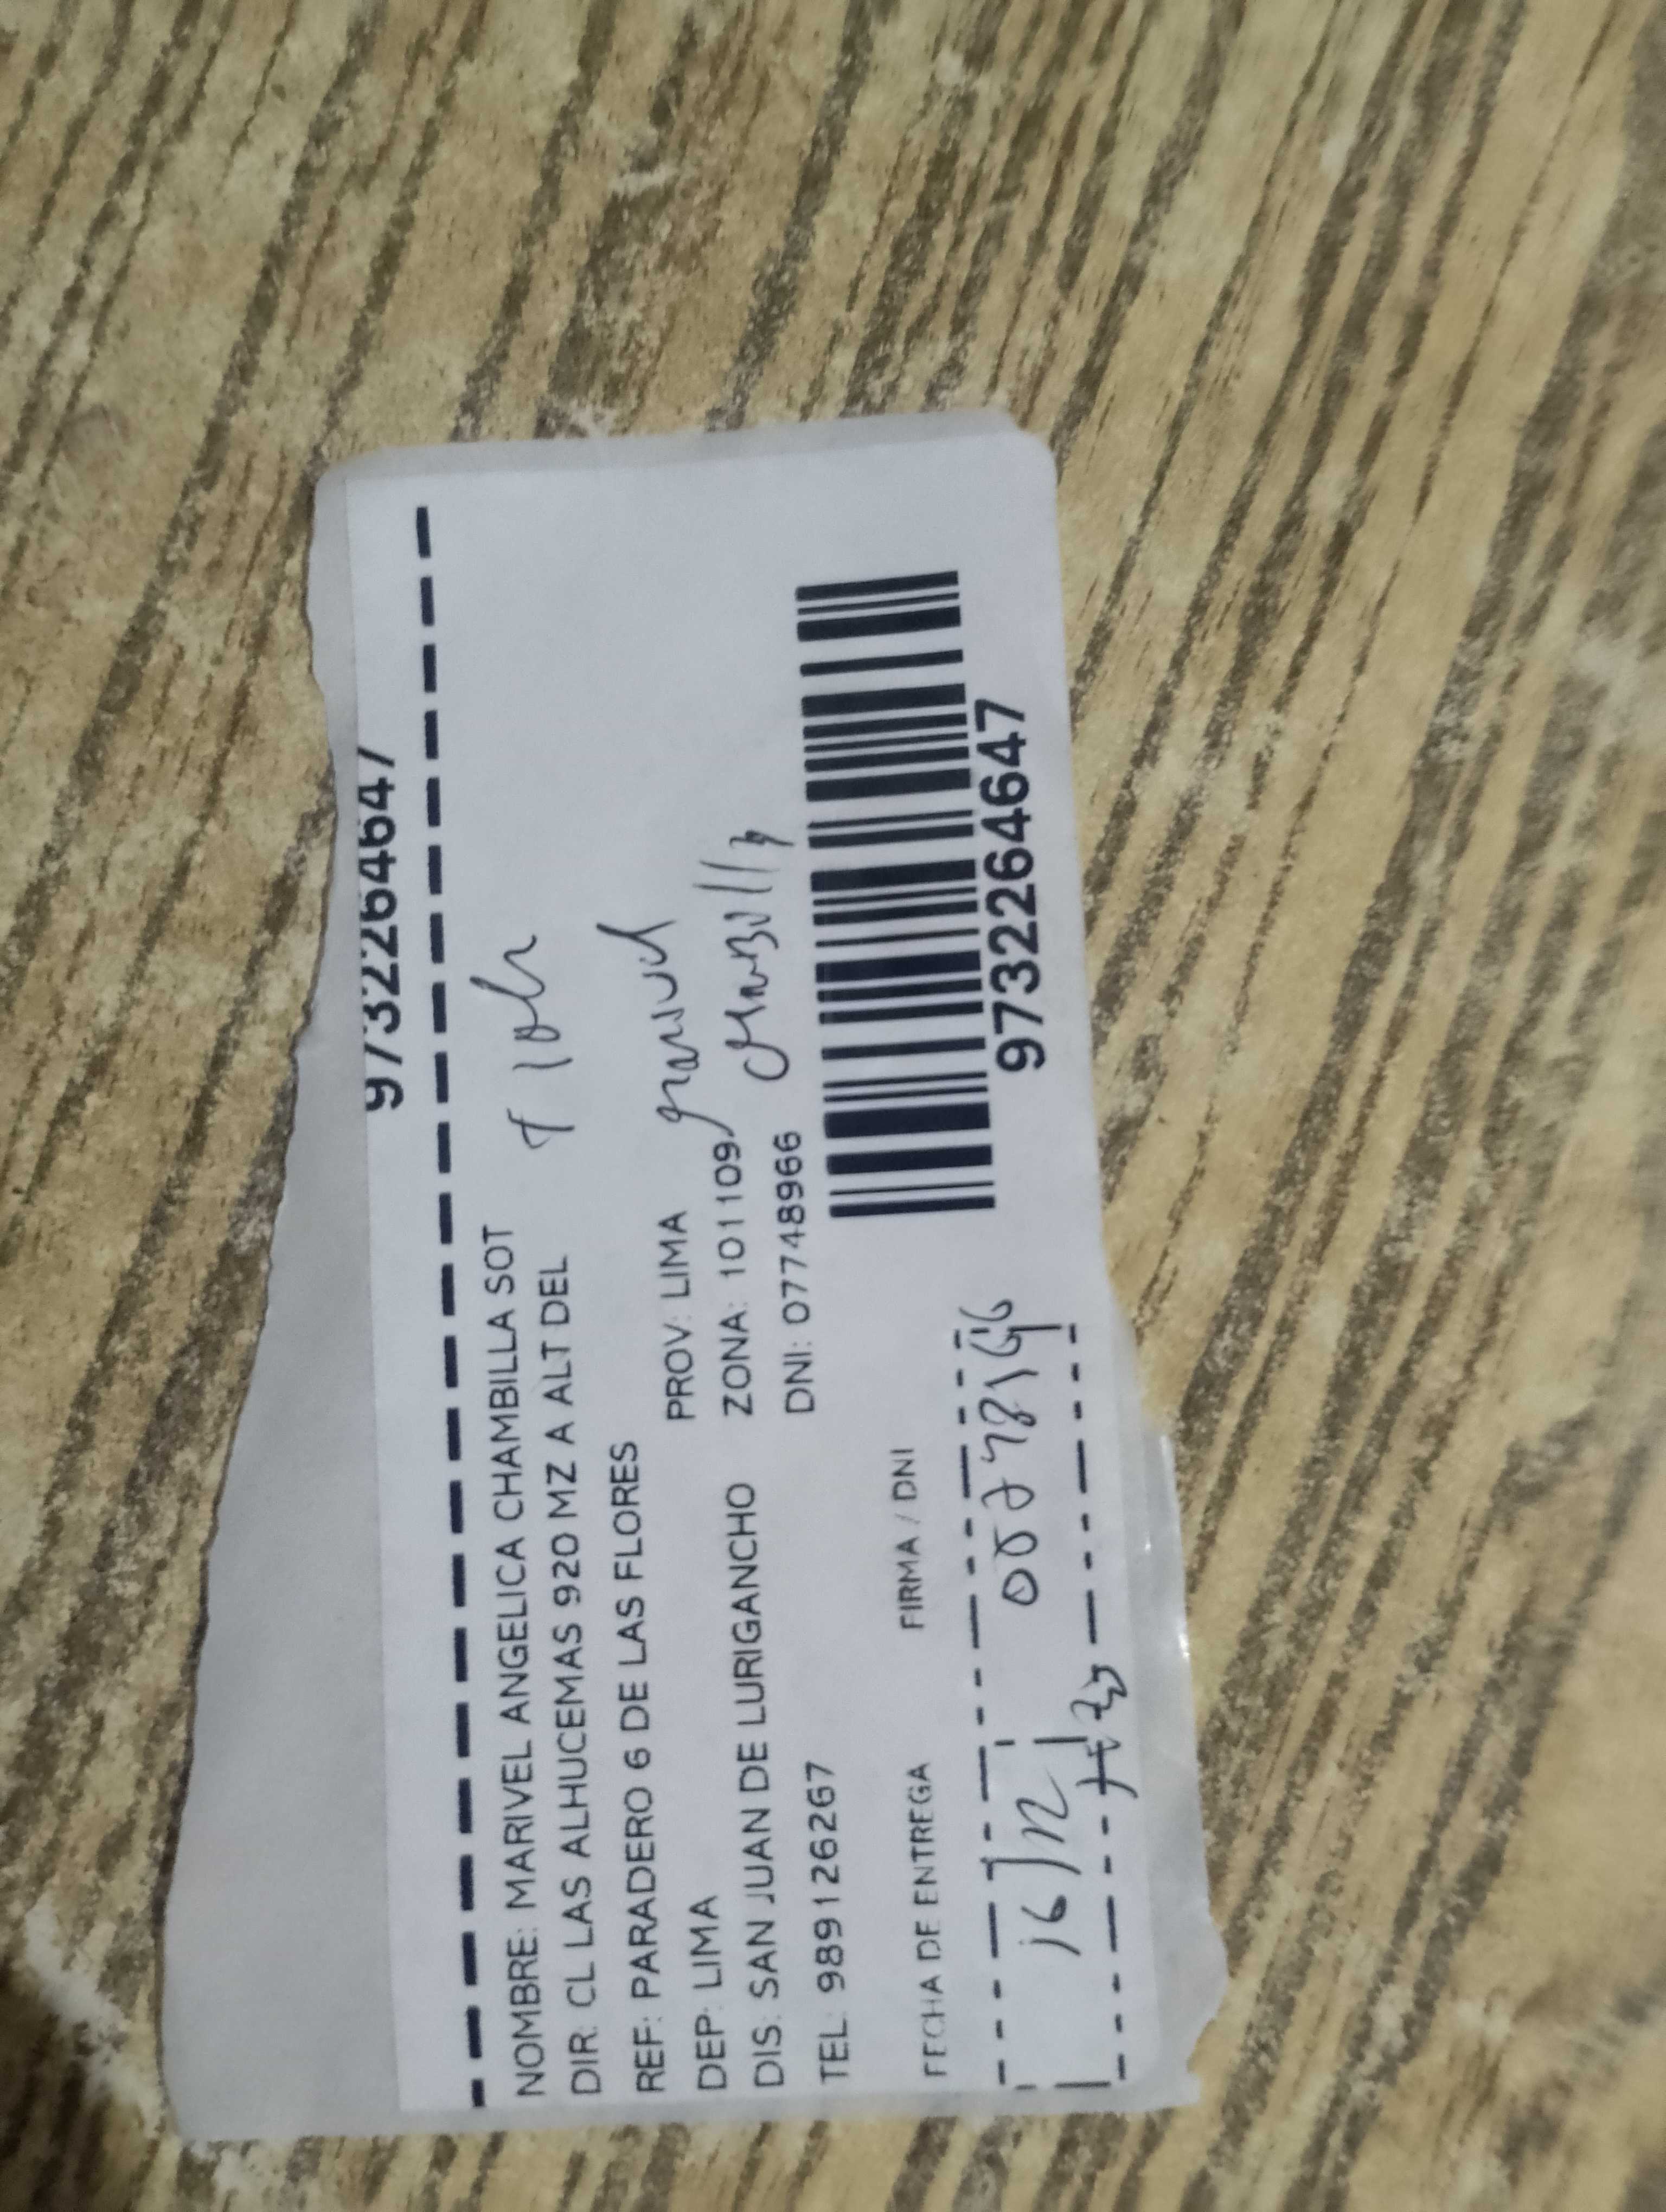 9732264647
NOMBRE: MARIVEL ANGELICA CHAMBILLA SOT
DIR: CL LAS ALHUCEMAS 920 MZ A ALT DEL
REF: PARADERO 6 DE LAS FLORES
DEP: LIMA PROV: LIMA
DIS: SAN JUAN DE LURIGANCHO ZONA: 101109
TEL: 989126267 DNI: 07748966
FECHA DE ENTREGA FIRMA / DNI
9732264647
16/12